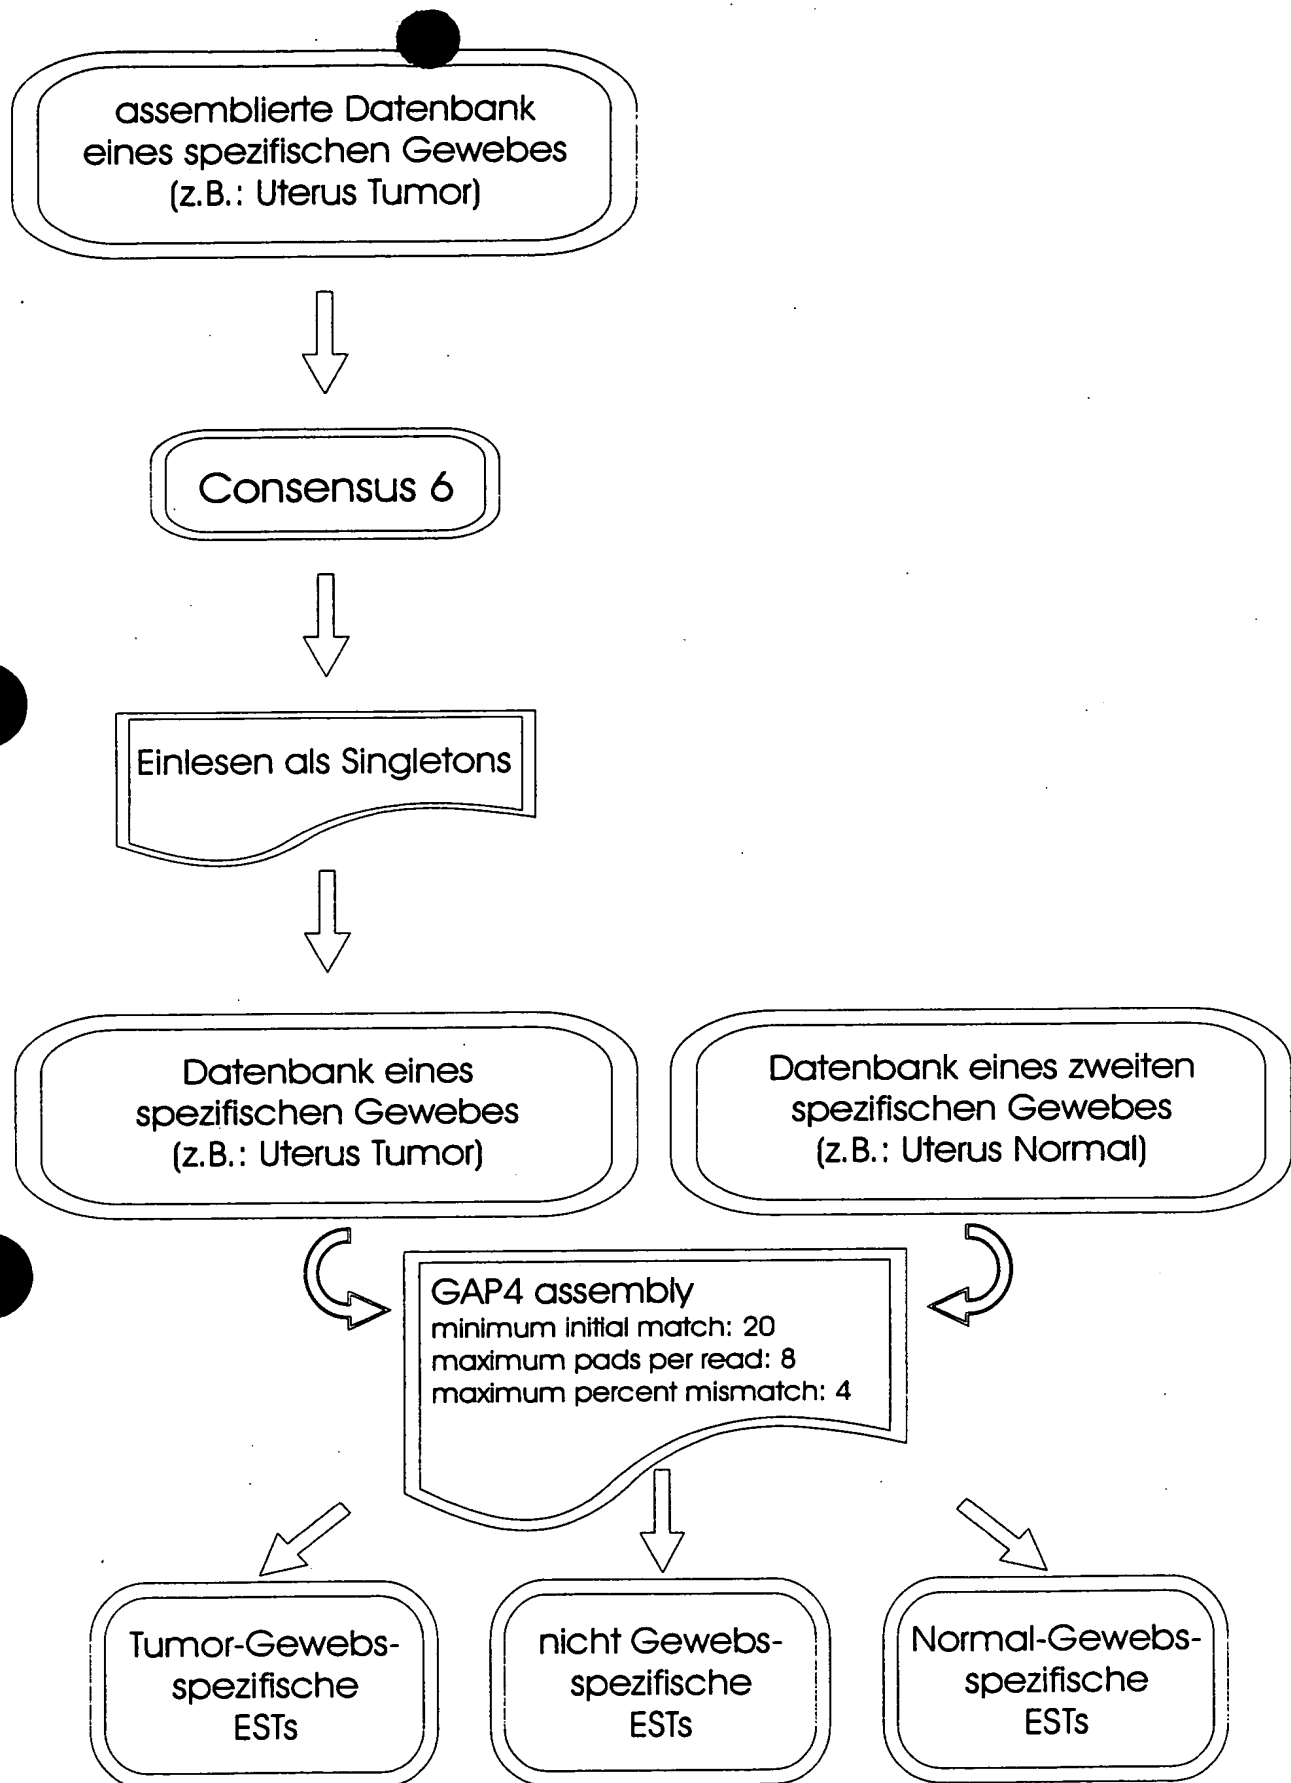 assemblierte Datenbank
eines spezifischen Gewebes
(z.B.: Uterus Tumor)
Consensus 6
Einlesen als Singletons
Datenbank eines
spezifischen Gewebes
(z.B.: Uterus Tumor)
Datenbank eines zweiten
spezifischen Gewebes
(z.B.: Uterus Normal)
GAP4 assembly
minimum initial match: 20
maximum pads per read: 8
maximum percent mismatch: 4
Tumor-Gewebs-
spezifische
ESTs
nicht Gewebs-
spezifische
ESTs
Normal-Gewebs-
spezifische
ESTs